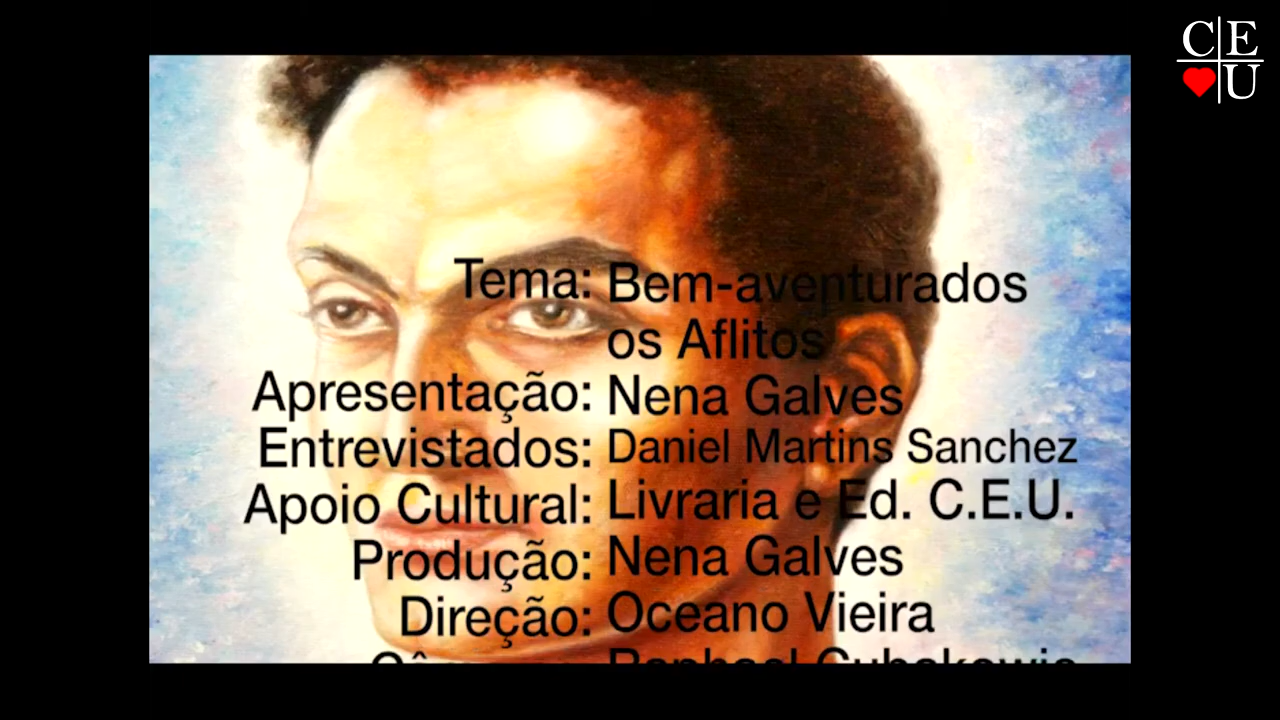 C E
U
Tema: Bem-aventurados
os Aflitos
Apresentação: Nena Galves
Entrevistados: Daniel Martins Sanchez
Apoio Cultural: Livraria e Ed. C.E.U.
Produção: Nena Galves
Direção: Oceano Vieira